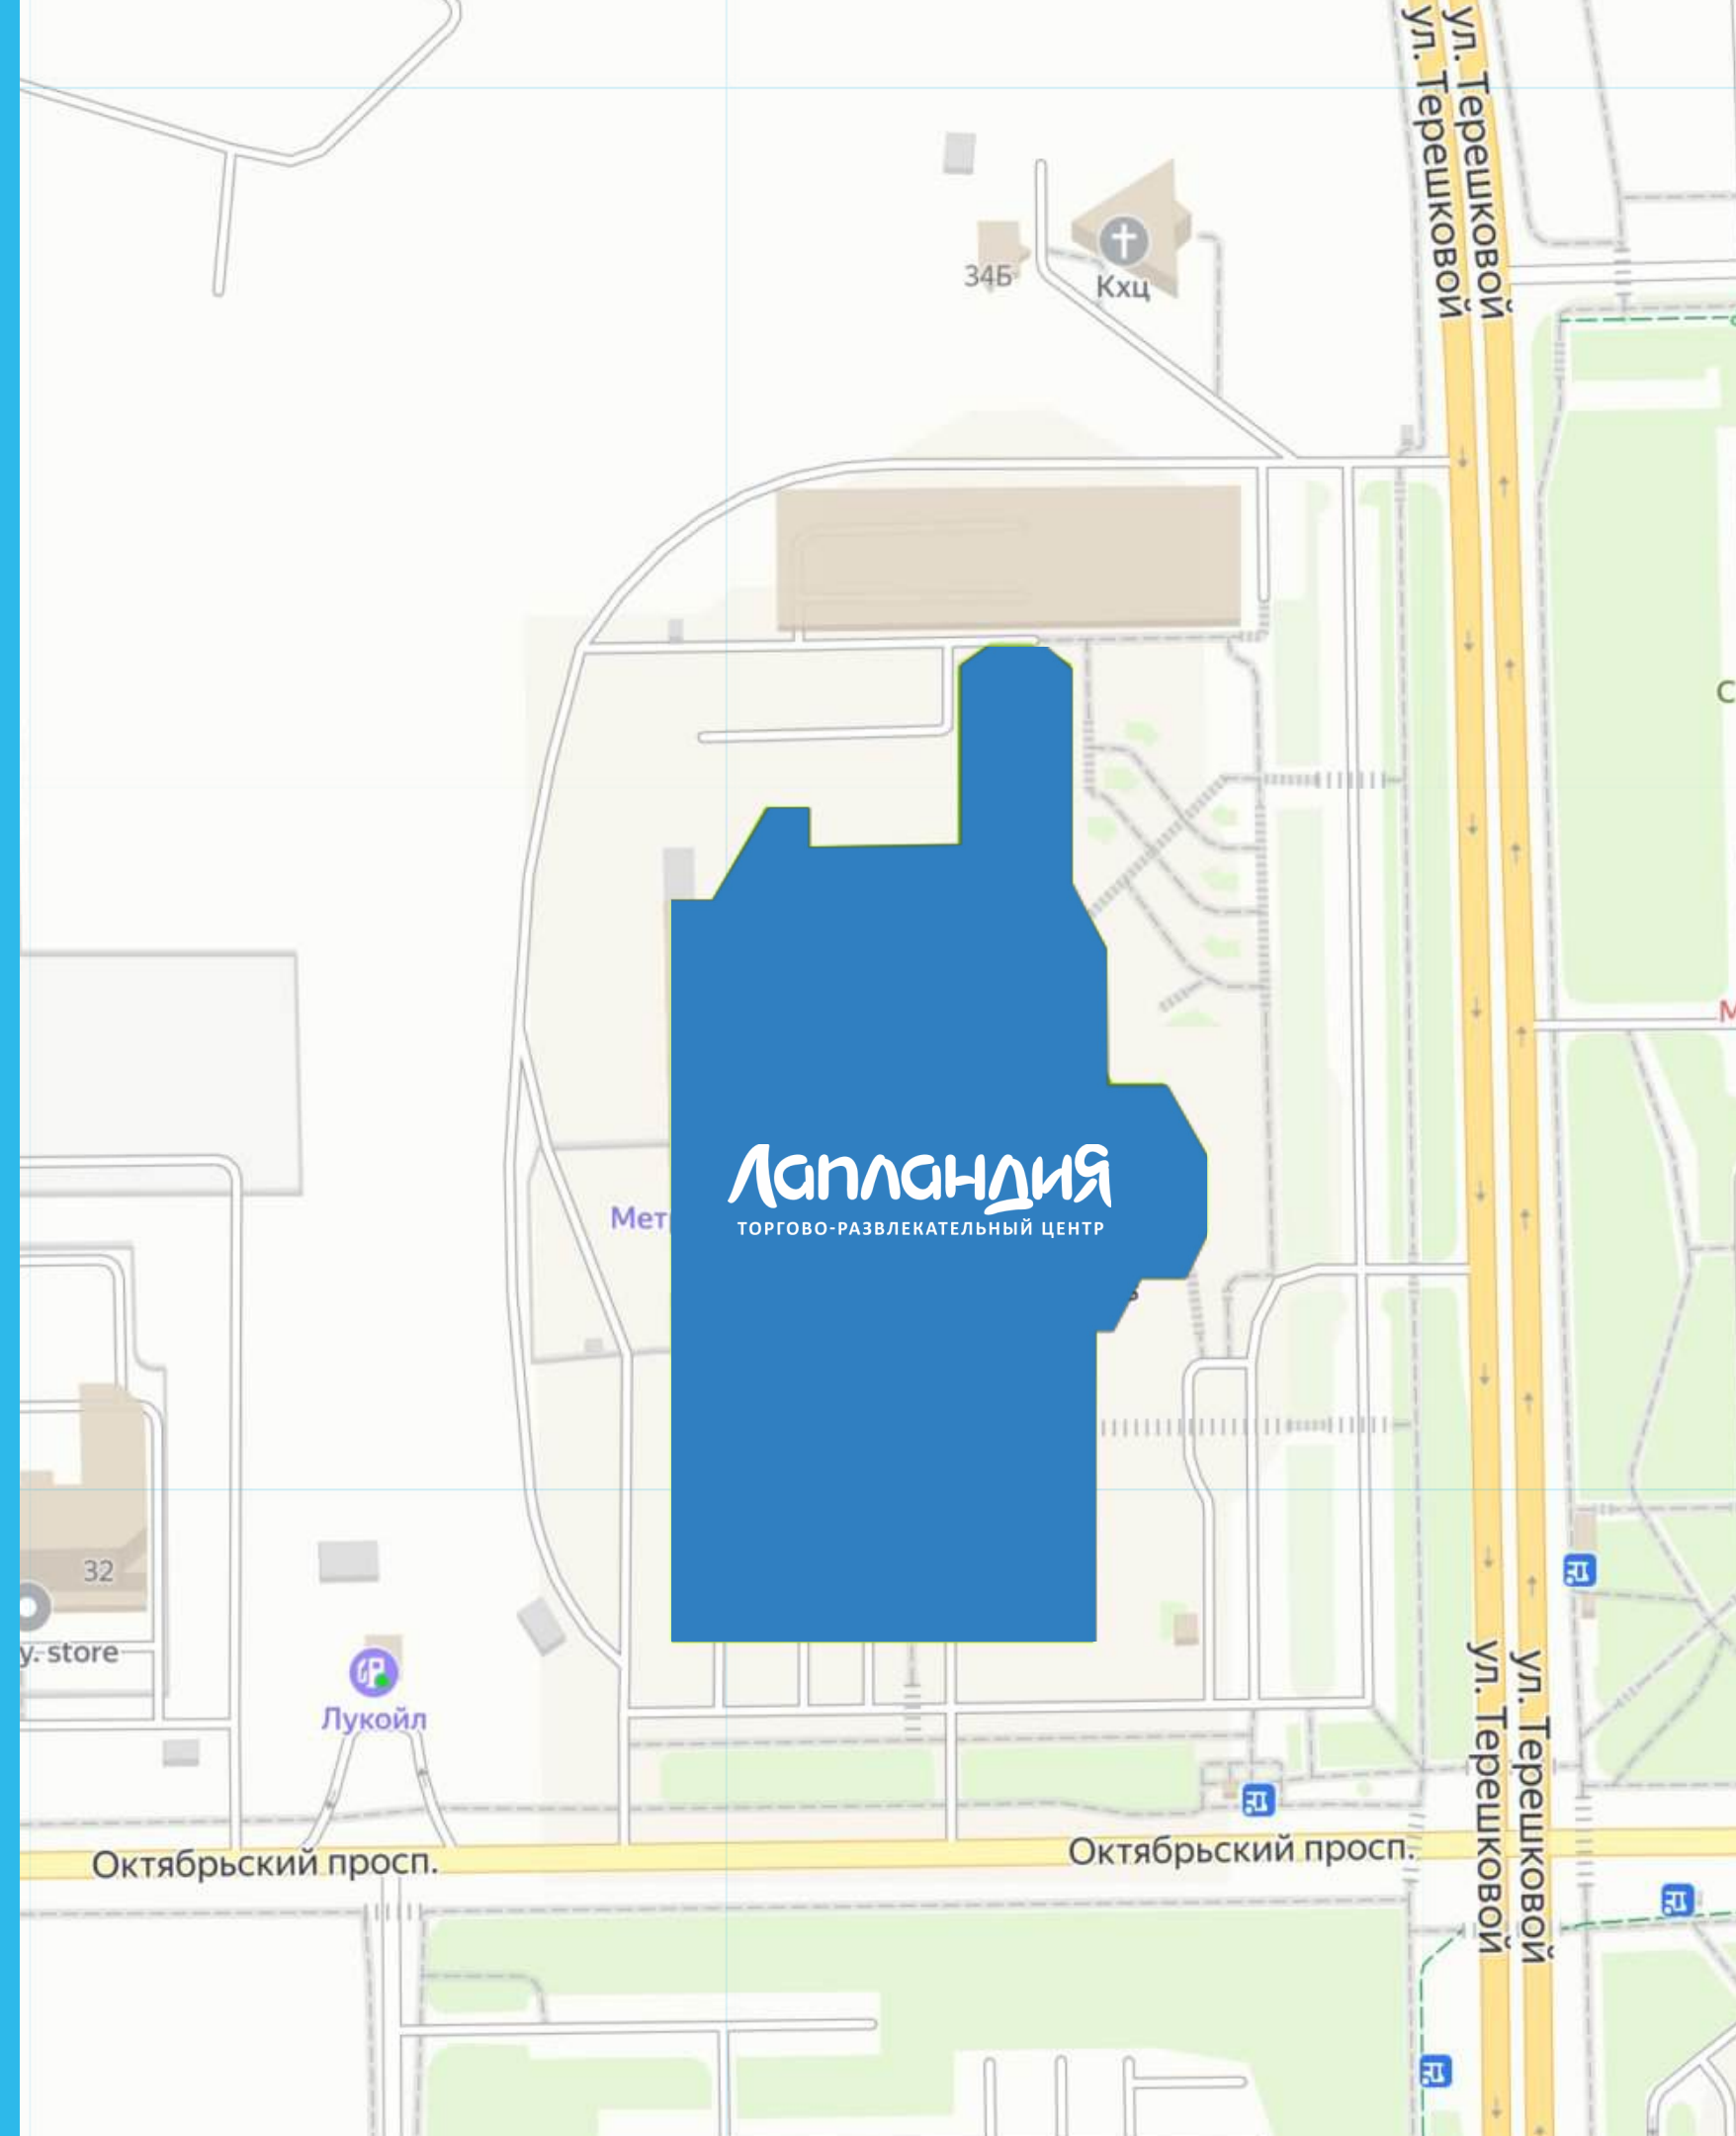 ул. Терешковой
ул. Терешковой
34Б
Кхц
Лапландия
ТОРГОВО-РАЗВЛЕКАТЕЛЬНЫЙ ЦЕНТР
32
store
Лукойл
ул. Терешковой
ул. Терешковой
Октябрьский просп.
Октябрьский просп.